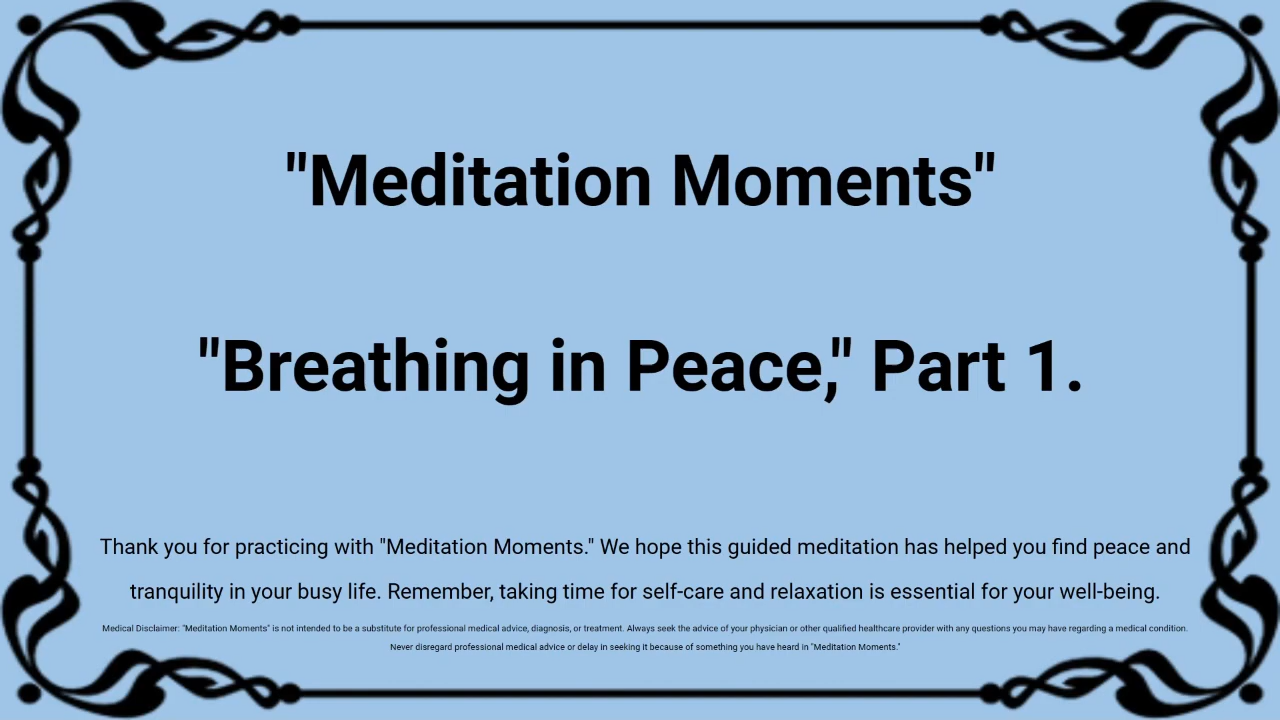 "Meditation Moments"
"Breathing in Peace," Part 1.
Thank you for practicing with "Meditation Moments." We hope this guided meditation has helped you find peace and
tranquility in your busy life. Remember, taking time for self-care and relaxation is essential for your well-being.
Medical Disclaimer: "Meditation Moments" is not intended to be a substitute for professional medical advice, diagnosis, or treatment. Always seek the advice of your physician or other qualified healthcare provider with any questions you may have regarding a medical condition.
Never disregard professional medical advice or delay in seeking it because of something you have heard in "Meditation Moments."